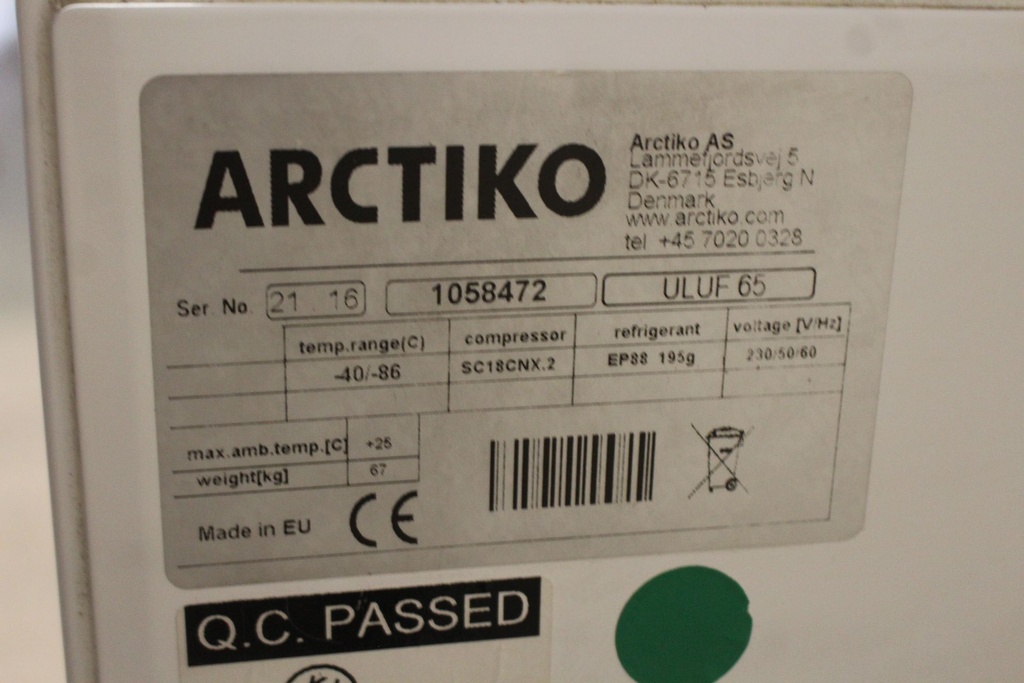 ARCTIKO
Arctiko AS
Lammefjordsvej 5
DK-6715 Esbjerg N
Denmark
www.arctiko.com
tel +45 7020 0328
Ser No. 21 16 1058472 ULUF 65
temp.range(C) compressor refrigerant voltage [V/Hz]
-40/-86 SC18CNX.2 EP88 195g 230/50/60
max.amb.temp.[C] +25
weight[kg] 67
Made in EU CE
Q.C. PASSED